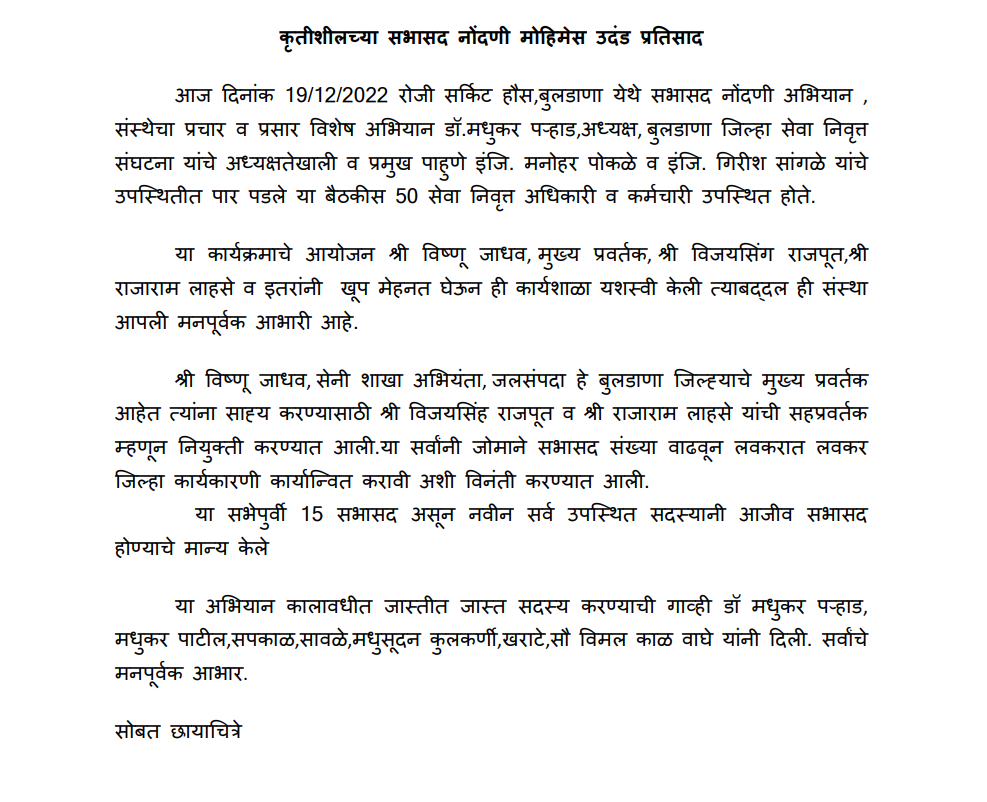 कृतीशीलच्या सभासद नोंदणी मोहिमेस उदंड प्रतिसाद
आज दिनांक 19/12/2022 रोजी सर्किट हौस,बुलडाणा येथे सभासद नोंदणी अभियान ,
संस्थेचा प्रचार व प्रसार विशेष अभियान डॉ.मधुकर पऱ्हाड,अध्यक्ष, बुलडाणा जिल्हा सेवा निवृत्त
संघटना यांचे अध्यक्षतेखाली व प्रमुख पाहुणे इंजि. मनोहर पोकळे व इंजि. गिरीश सांगळे यांचे
उपस्थितीत पार पडले या बैठकीस 50 सेवा निवृत्त अधिकारी व कर्मचारी उपस्थित होते.
या कार्यक्रमाचे आयोजन श्री विष्णू जाधव, मुख्य प्रवर्तक, श्री विजयसिंग राजपूत,श्री
राजाराम लाहसे व इतरांनी खूप मेहनत घेऊन ही कार्यशाळा यशस्वी केली त्याबद्दल ही संस्था
आपली मनपूर्वक आभारी आहे.
श्री विष्णू जाधव, सेनी शाखा अभियंता, जलसंपदा हे बुलडाणा जिल्ह्याचे मुख्य प्रवर्तक
आहेत त्यांना साह्य करण्यासाठी श्री विजयसिंह राजपूत व श्री राजाराम लाहसे यांची सहप्रवर्तक
म्हणून नियुक्ती करण्यात आली.या सर्वांनी जोमाने सभासद संख्या वाढवून लवकरात लवकर
जिल्हा कार्यकारणी कार्यान्वित करावी अशी विनंती करण्यात आली.
या सभेपुर्वी 15 सभासद असून नवीन सर्व उपस्थित सदस्यानी आजीव सभासद
होण्याचे मान्य केले
या अभियान कालावधीत जास्तीत जास्त सदस्य करण्याची गाव्ही डॉ मधुकर पऱ्हाड,
मधुकर पाटील,सपकाळ,सावळे,मधुसूदन कुलकर्णी,खराटे,सौ विमल काळ वाघे यांनी दिली. सर्वांचे
मनपूर्वक आभार.
सोबत छायाचित्रे